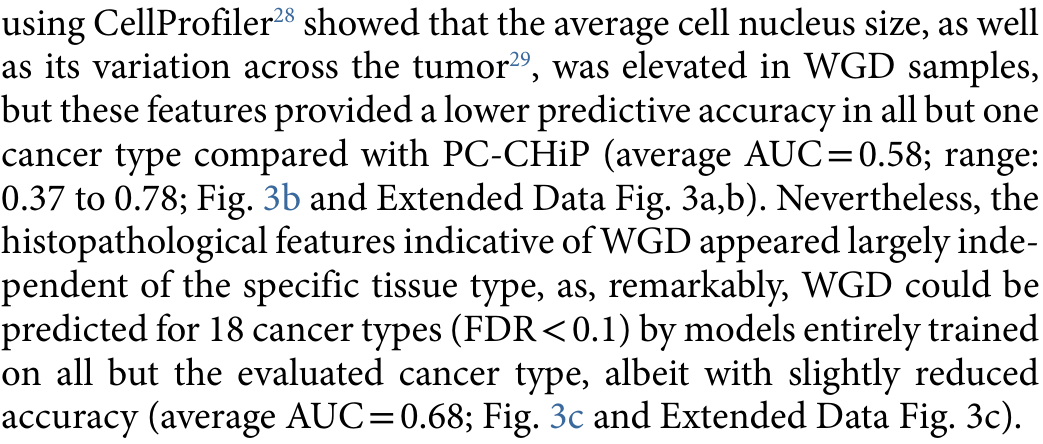 using CellProfiler28 showed that the average cell nucleus size, as well
as its variation across the tumor29, was elevated in WGD samples,
but these features provided a lower predictive accuracy in all but one
cancer type compared with PC-CHiP (average AUC = 0.58; range:
0.37 to 0.78; Fig. 3b and Extended Data Fig. 3a,b). Nevertheless, the
histopathological features indicative of WGD appeared largely inde-
pendent of the specific tissue type, as, remarkably, WGD could be
predicted for 18 cancer types (FDR < 0.1) by models entirely trained
on all but the evaluated cancer type, albeit with slightly reduced
accuracy (average AUC = 0.68; Fig. 3c and Extended Data Fig. 3c).